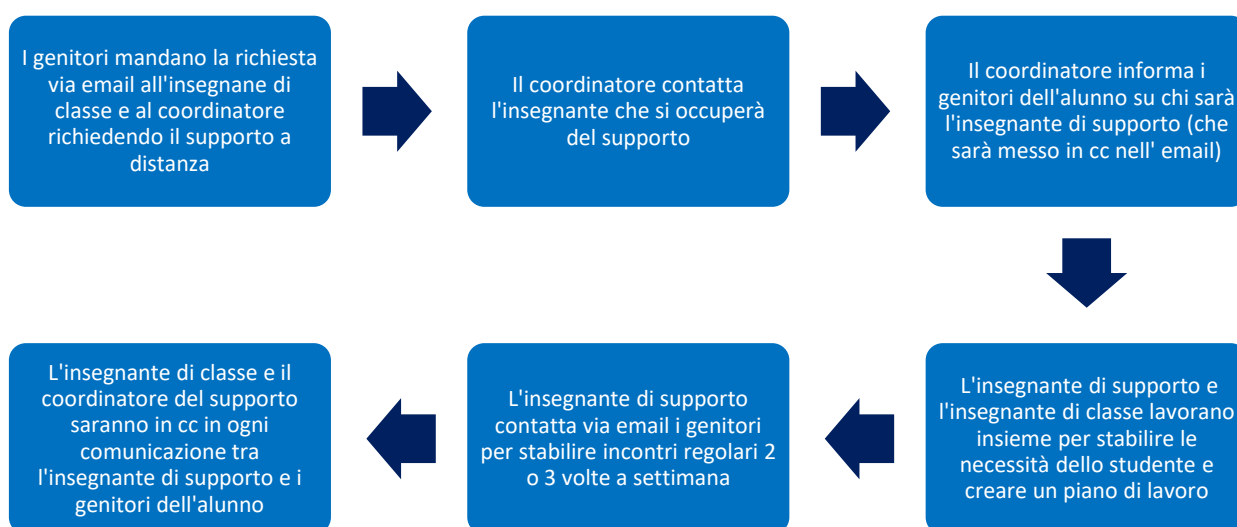 I genitori mandano la richiesta
via email all'insegnane di
classe e al coordinatore
richiedendo il supporto a
distanza
Il coordinatore contatta
l'insegnante che si occuperà
del supporto
Il coordinatore informa i
genitori dell'alunno su chi sarà
l'insegnante di supporto (che
sarà messo in cc nell' email)
L'insegnante di supporto e
l'insegnante di classe lavorano
insieme per stabilire le
necessità dello studente e
creare un piano di lavoro
L'insegnante di supporto
contatta via email i genitori
per stabilire incontri regolari 2
o 3 volte a settimana
L'insegnante di classe e il
coordinatore del supporto
saranno in cc in ogni
comunicazione tra
l'insegnante di supporto e i
genitori dell'alunno